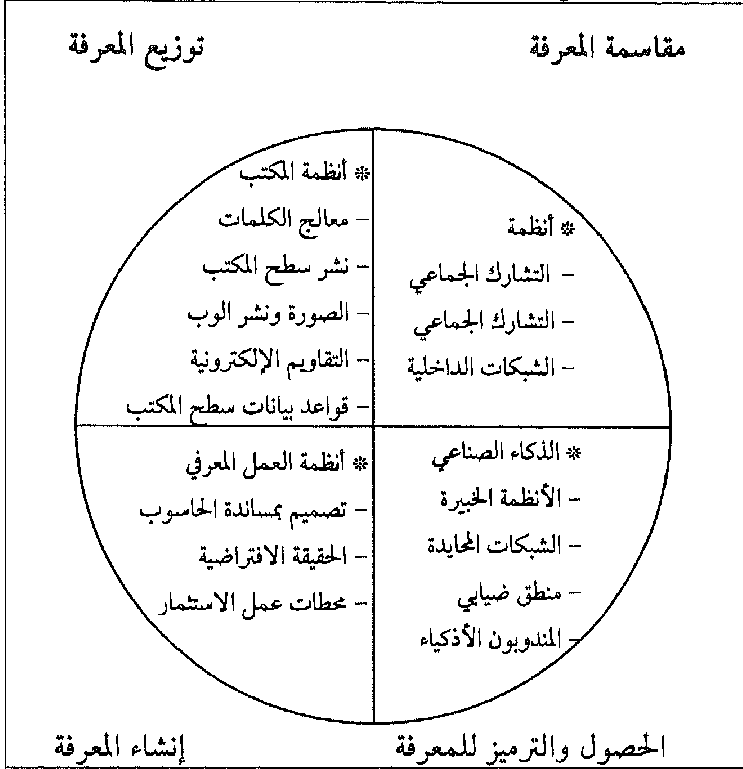 مقاسمة المعرفة
توزيع المعرفة
* أنظمة
– التشارك الجماعي
– التشارك الجماعي
– الشبكات الداخلية
* أنظمة المكتب
– معالج الكلمات
– نشر سطح المكتب
– الصورة ونشر الوب
– التقاويم الإلكترونية
– قواعد بيانات سطح المكتب
* الذكاء الصناعي
– الأنظمة الخبيرة
– الشبكات المحايدة
– منطق ضيابي
– المندوبون الأذكياء
* أنظمة العمل المعرفي
– تصميم بمساندة الحاسوب
– الحقيقة الافتراضية
– محطات عمل الاستثمار
الحصول والترميز للمعرفة
إنشاء المعرفة